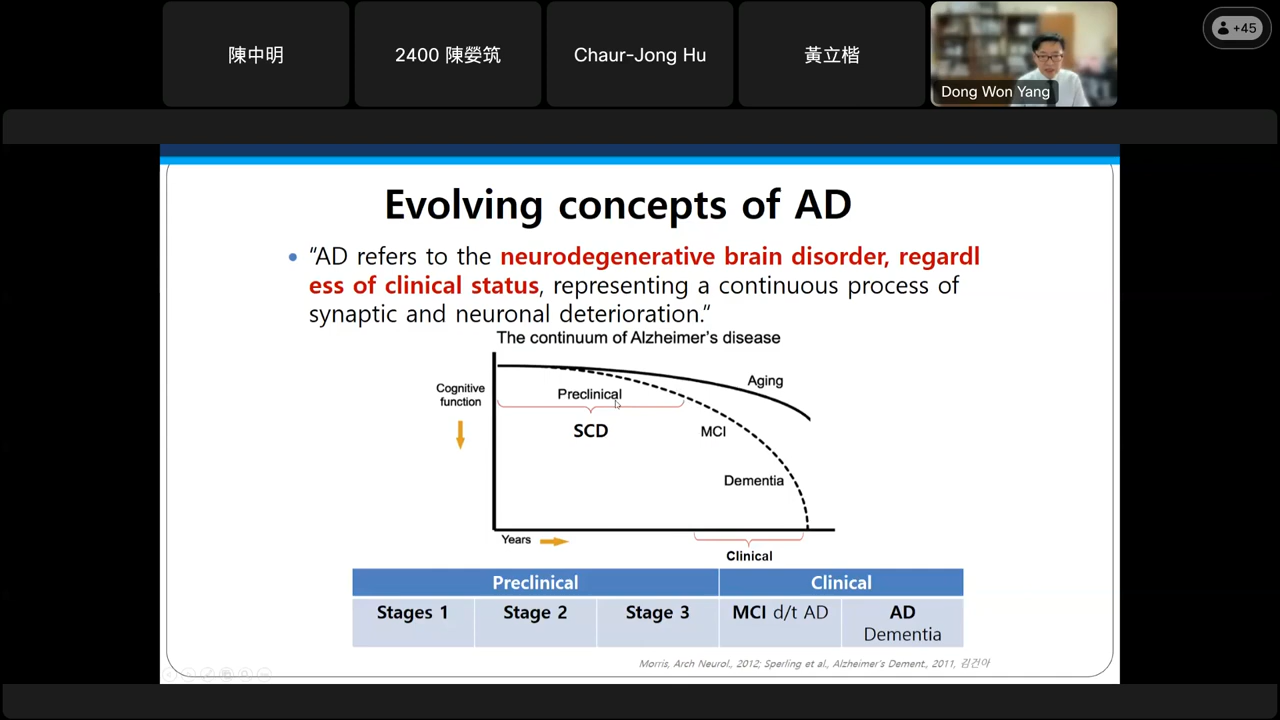 陳中明
2400 陳嫈筑
Chaur-Jong Hu
黃立楷
Dong Won Yang
+45
Evolving concepts of AD
• “AD refers to the neurodegenerative brain disorder, regardl
ess of clinical status, representing a continuous process of
synaptic and neuronal deterioration.”
The continuum of Alzheimer's disease
Cognitive
function
Aging
Preclinical
SCD
MCI
Dementia
Years
Clinical
Preclinical Clinical
Stages 1 Stage 2 Stage 3 MCI d/t AD AD
Dementia
Morris, Arch Neurol., 2012; Sperling et al., Alzheimer's Dement., 2011, 김건아